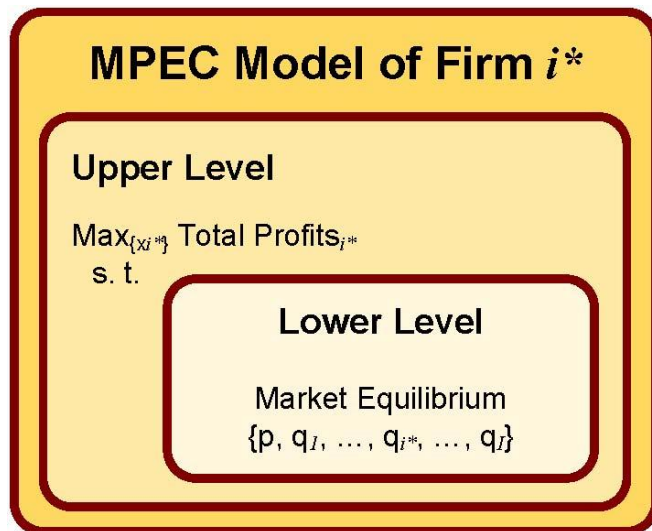 MPEC Model of Firm i*
Upper Level
Max{xi*} Total Profitsi*
s. t.
Lower Level
Market Equilibrium
{p, q1, …, qi*, …, qI}